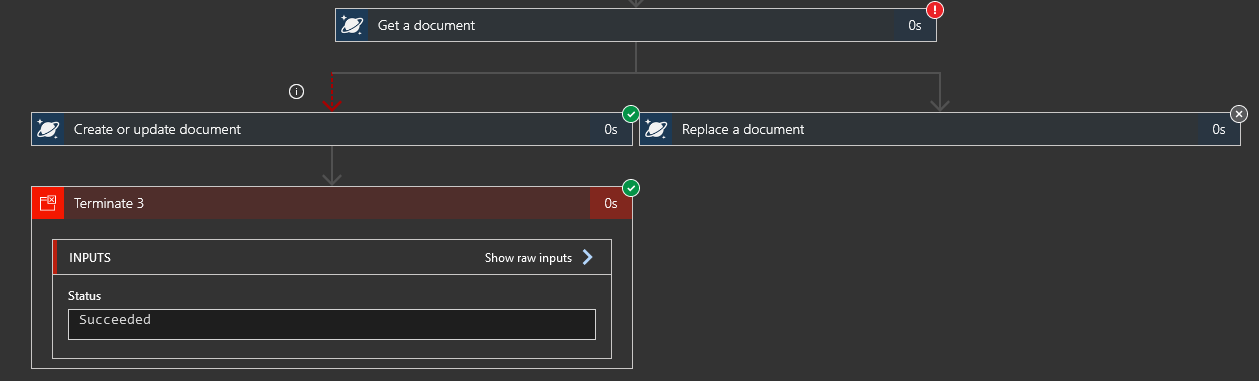 Get a document 0s
Create or update document 0s
Replace a document 0s
Terminate 3 0s
INPUTS Show raw inputs
Status
Succeeded